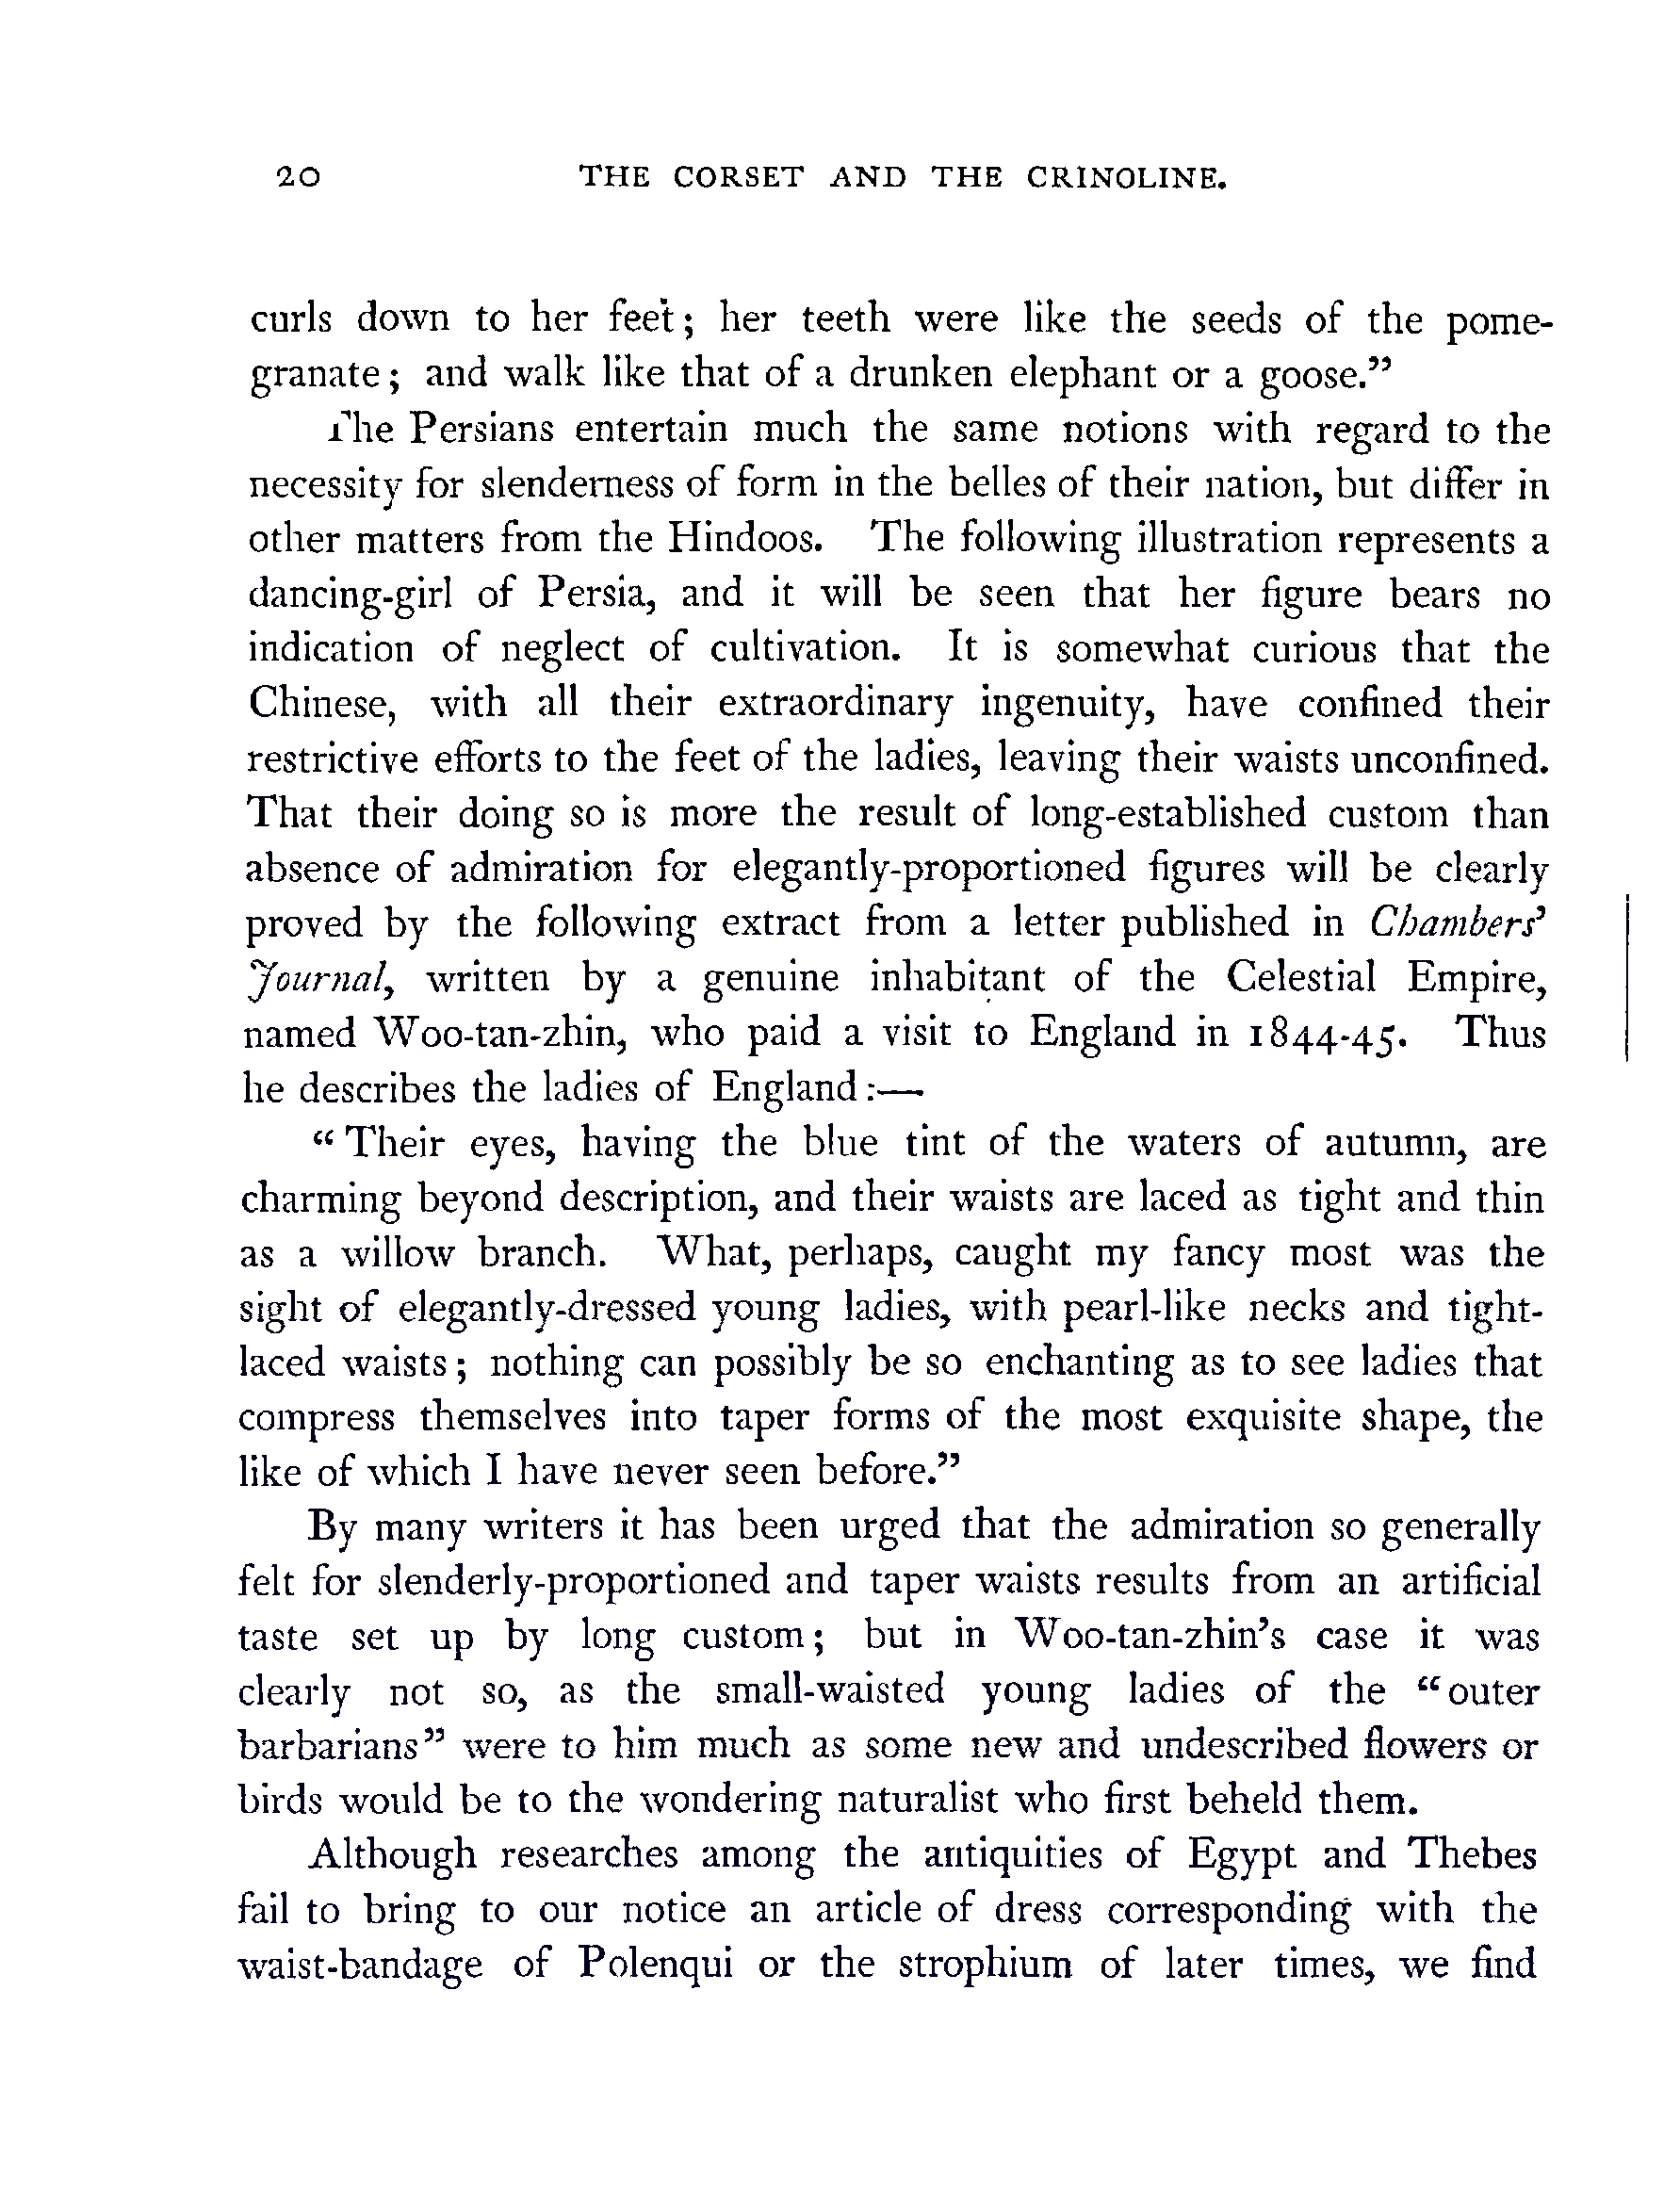 20 THE CORSET AND THE CRINOLINE.
curls down to her feet; her teeth were like the seeds of the pome-
granate; and walk like that of a drunken elephant or a goose.”
The Persians entertain much the same notions with regard to the
necessity for slenderness of form in the belles of their nation, but differ in
other matters from the Hindoos. The following illustration represents a
dancing-girl of Persia, and it will be seen that her figure bears no
indication of neglect of cultivation. It is somewhat curious that the
Chinese, with all their extraordinary ingenuity, have confined their
restrictive efforts to the feet of the ladies, leaving their waists unconfined.
That their doing so is more the result of long-established custom than
absence of admiration for elegantly-proportioned figures will be clearly
proved by the following extract from a letter published in Chambers’
Journal, written by a genuine inhabitant of the Celestial Empire,
named Woo-tan-zhin, who paid a visit to England in 1844-45. Thus
he describes the ladies of England:—
“Their eyes, having the blue tint of the waters of autumn, are
charming beyond description, and their waists are laced as tight and thin
as a willow branch. What, perhaps, caught my fancy most was the
sight of elegantly-dressed young ladies, with pearl-like necks and tight-
laced waists; nothing can possibly be so enchanting as to see ladies that
compress themselves into taper forms of the most exquisite shape, the
like of which I have never seen before.”
By many writers it has been urged that the admiration so generally
felt for slenderly-proportioned and taper waists results from an artificial
taste set up by long custom; but in Woo-tan-zhin’s case it was
clearly not so, as the small-waisted young ladies of the “outer
barbarians” were to him much as some new and undescribed flowers or
birds would be to the wondering naturalist who first beheld them.
Although researches among the antiquities of Egypt and Thebes
fail to bring to our notice an article of dress corresponding with the
waist-bandage of Polenqui or the strophium of later times, we find